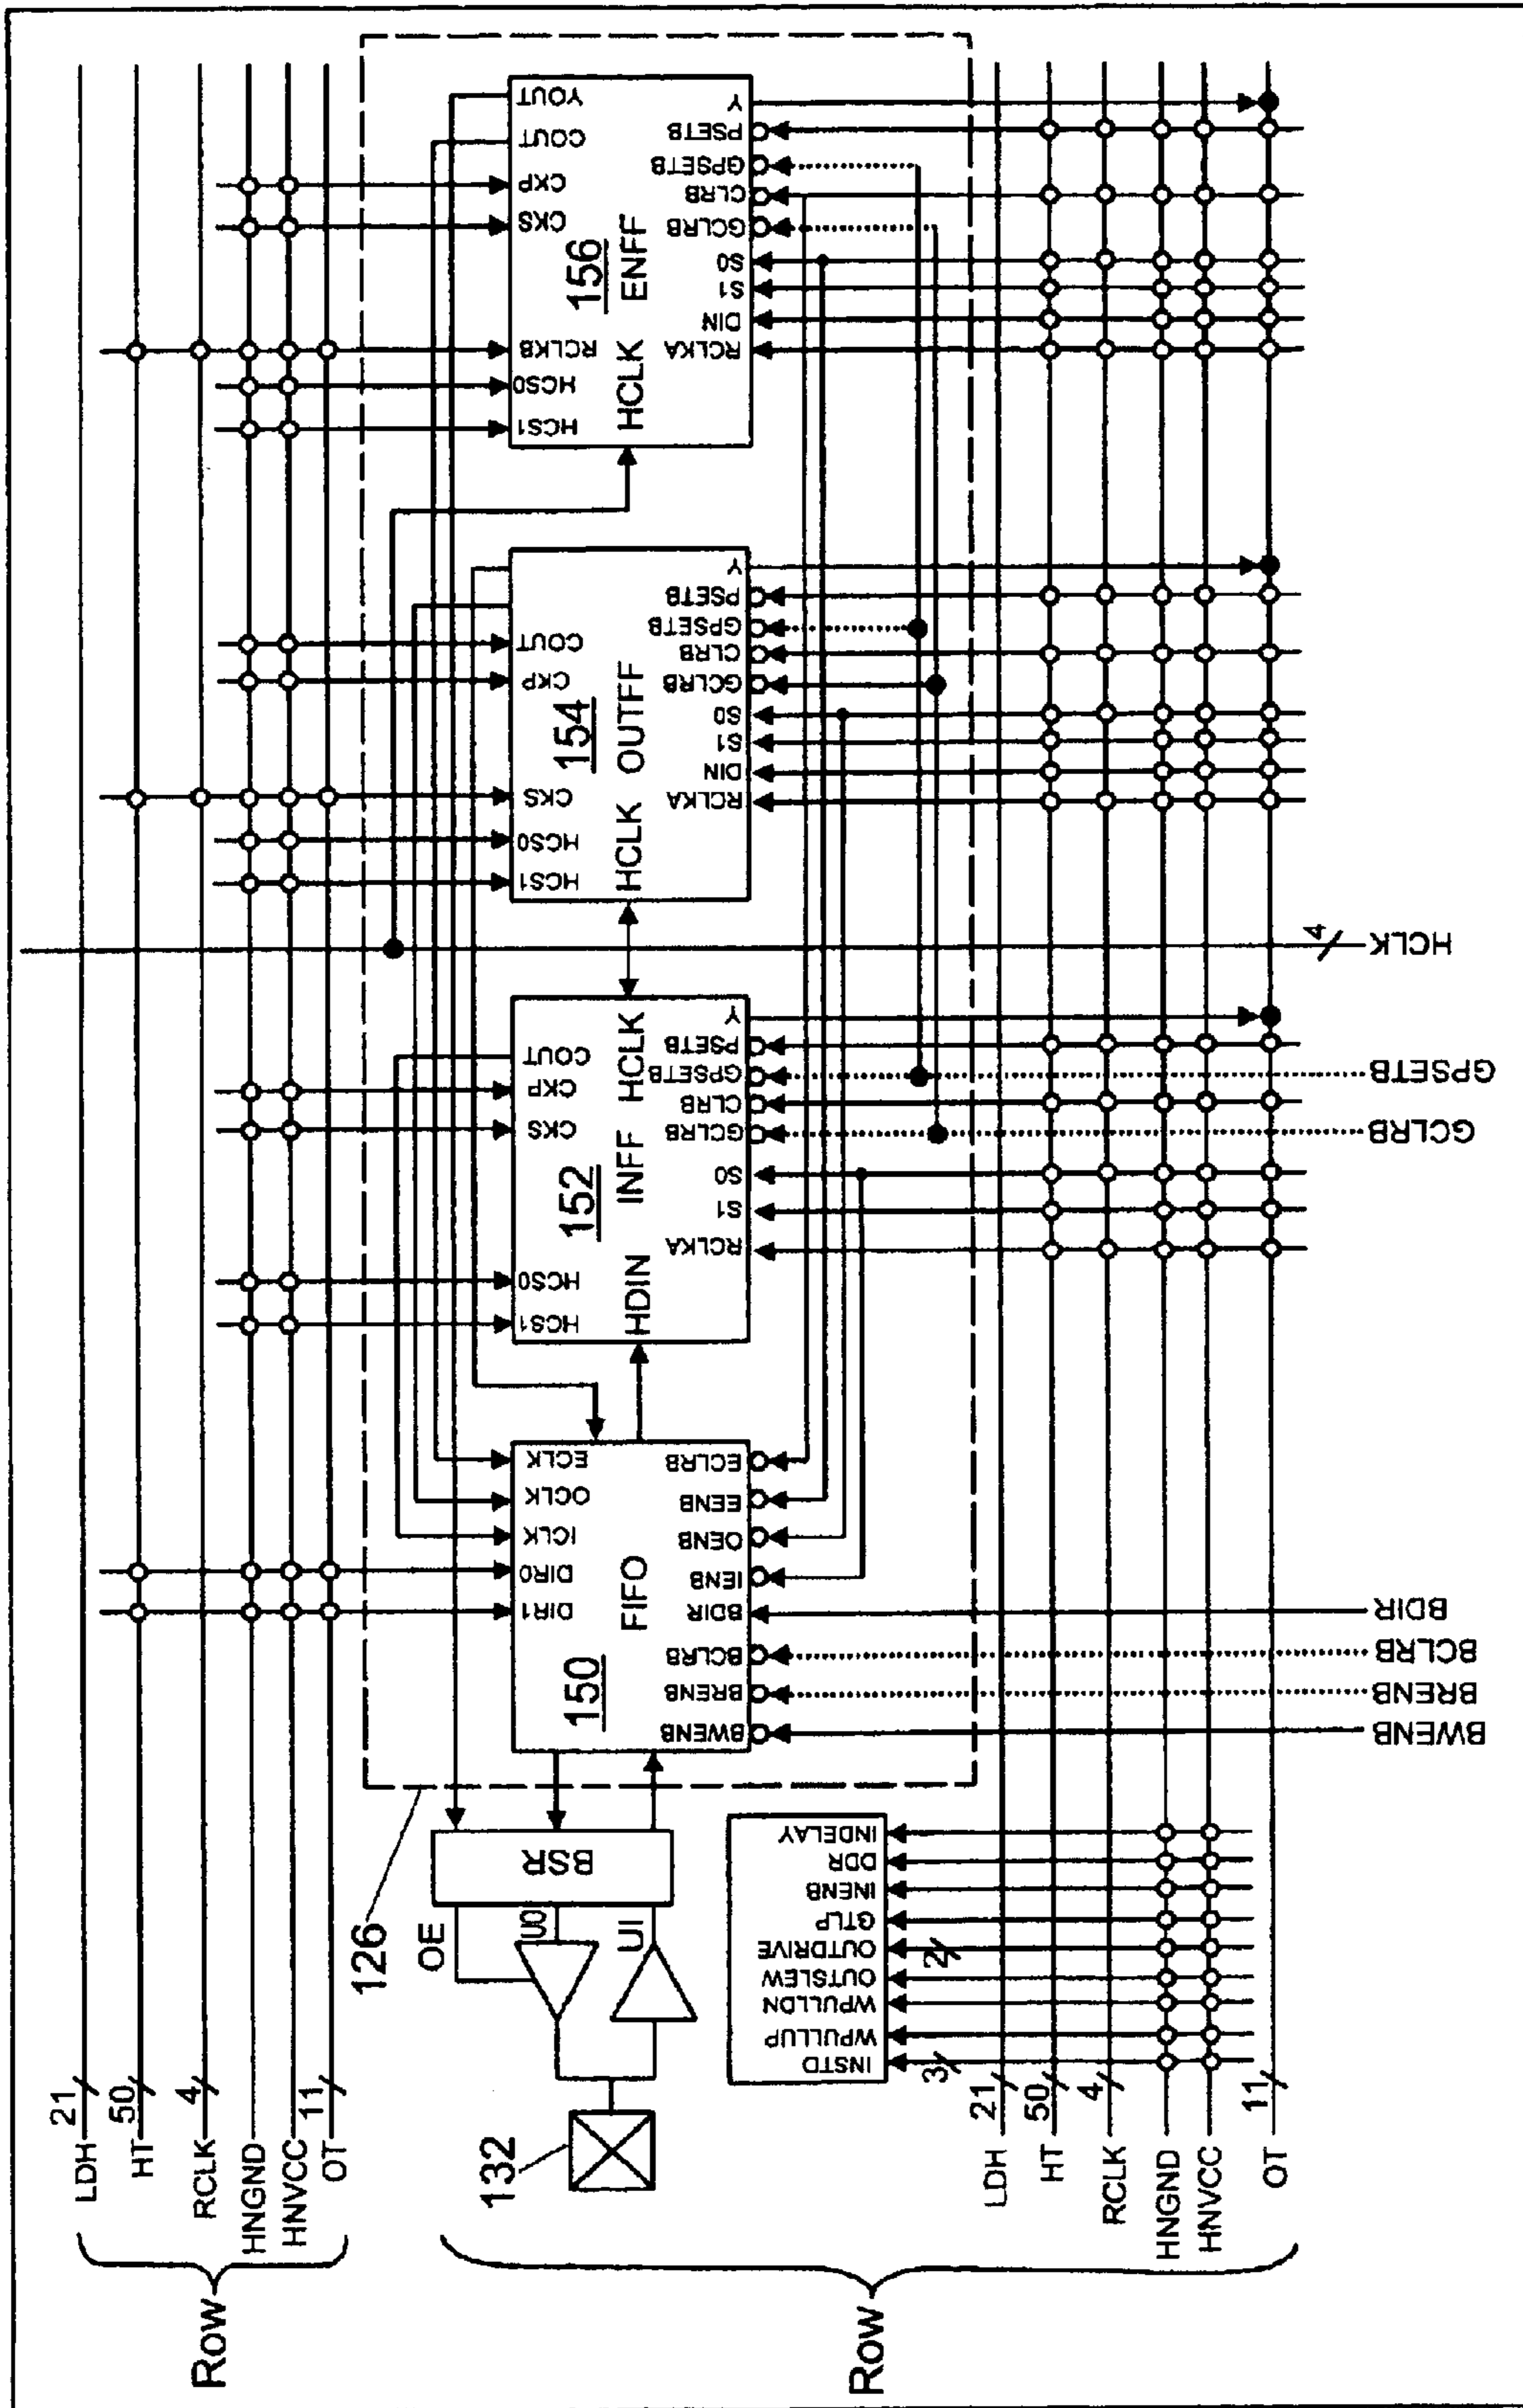 Row
LDH 21
HT 50
RCLK 4
HNGND
HNVCC
OT 11
126
132
OE
UO
UI
BSR
150
FIFO
DIR1
DIR0
ICLK
OCLK
ECLK
BWENB
BRENB
BCLRB
BDIR
IENB
OENB
EENB
ECLRB
152
HDIN
INFF
HCLK
HCS1
HCS0
CKS
CKP
COUT
RCLKA
S1
S0
GCLRB
CLRB
GPSETB
PSETB
Y
154
HCLK
OUTFF
HCS1
HCS0
CKS
CKP
COUT
RCLKA
DIN
S1
S0
GCLRB
CLRB
GPSETB
PSETB
Y
156
HCLK
ENFF
HCS1
HCS0
RCLKB
CKS
CKP
COUT
YOUT
RCLKA
DIN
S1
S0
GCLRB
CLRB
GPSETB
PSETB
Y
INSTD
WPULLUP
WPULLDN
OUTSLEW
OUTDRIVE
GTLP
INENB
DDR
INDELAY
3
2
Row
LDH 21
HT 50
RCLK 4
HNGND
HNVCC
OT 11
BWENB
BRENB
BCLRB
BDIR
GCLRB
GPSETB
HCLK
4